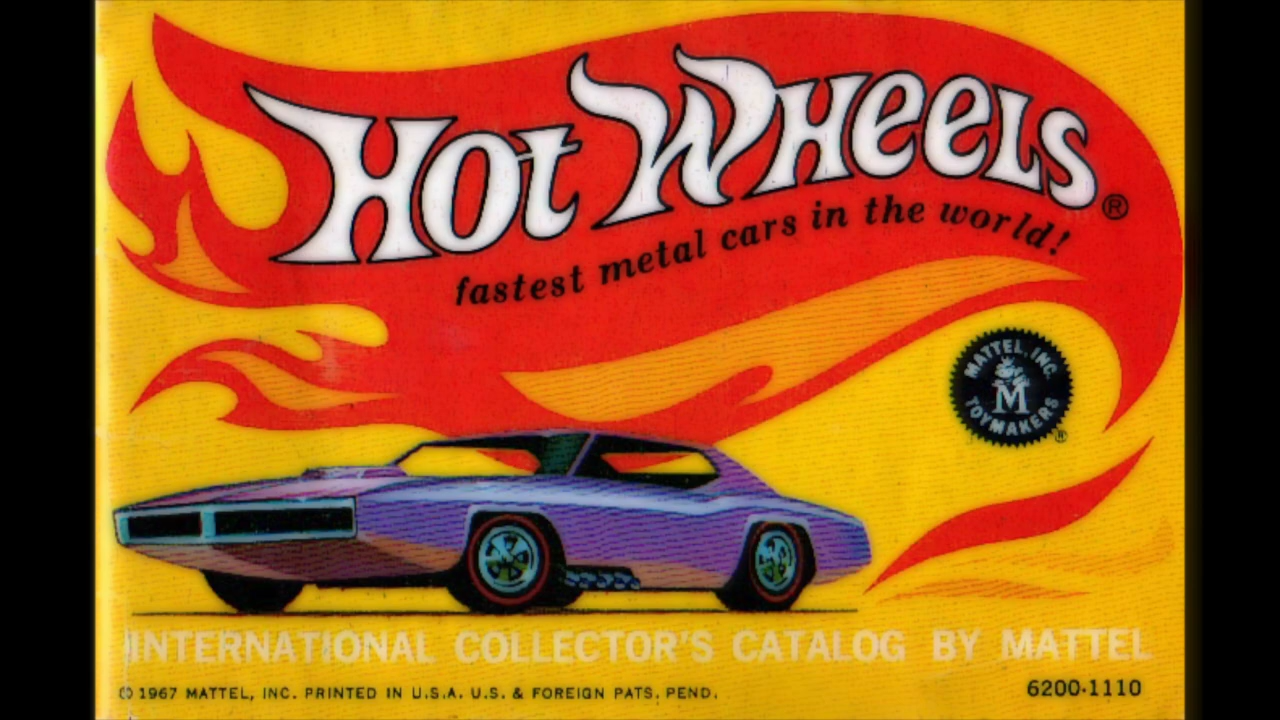 Hot Wheels®
fastest metal cars in the world!
MATTEL, INC.
M
TOYMAKERS®
INTERNATIONAL COLLECTOR'S CATALOG BY MATTEL
© 1967 MATTEL, INC. PRINTED IN U.S.A. U.S. & FOREIGN PATS. PEND.
6200-1110